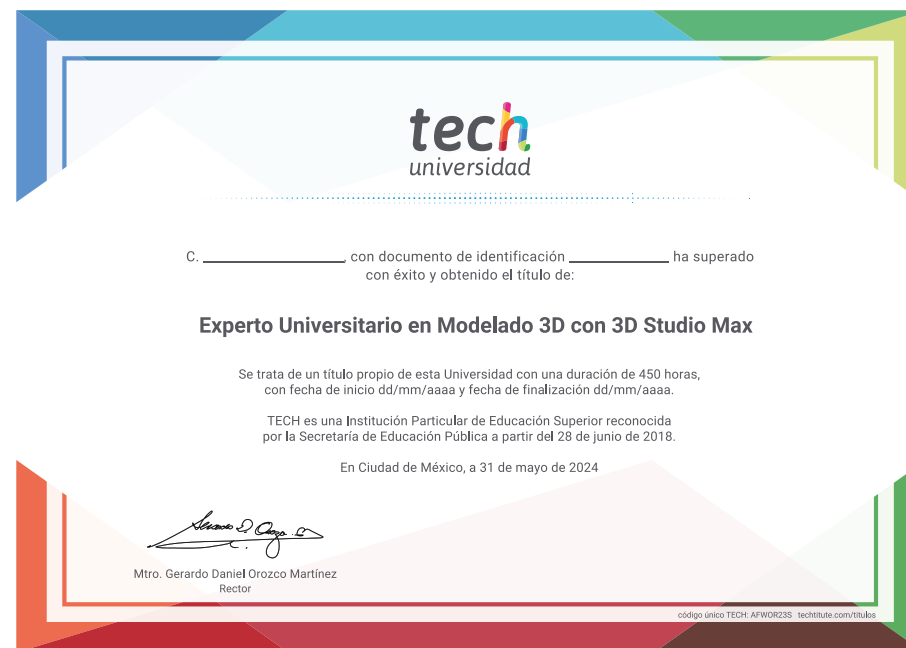 tech
universidad
C. ____________, con documento de identificación ____________ ha superado
con éxito y obtenido el título de:
Experto Universitario en Modelado 3D con 3D Studio Max
Se trata de un título propio de esta Universidad con una duración de 450 horas,
con fecha de inicio dd/mm/aaaa y fecha de finalización dd/mm/aaaa.
TECH es una Institución Particular de Educación Superior reconocida
por la Secretaría de Educación Pública a partir del 28 de junio de 2018.
En Ciudad de México, a 31 de mayo de 2024
Mtro. Gerardo Daniel Orozco Martínez
Rector
código único TECH: AFWOR23S techtitute.com/titulos